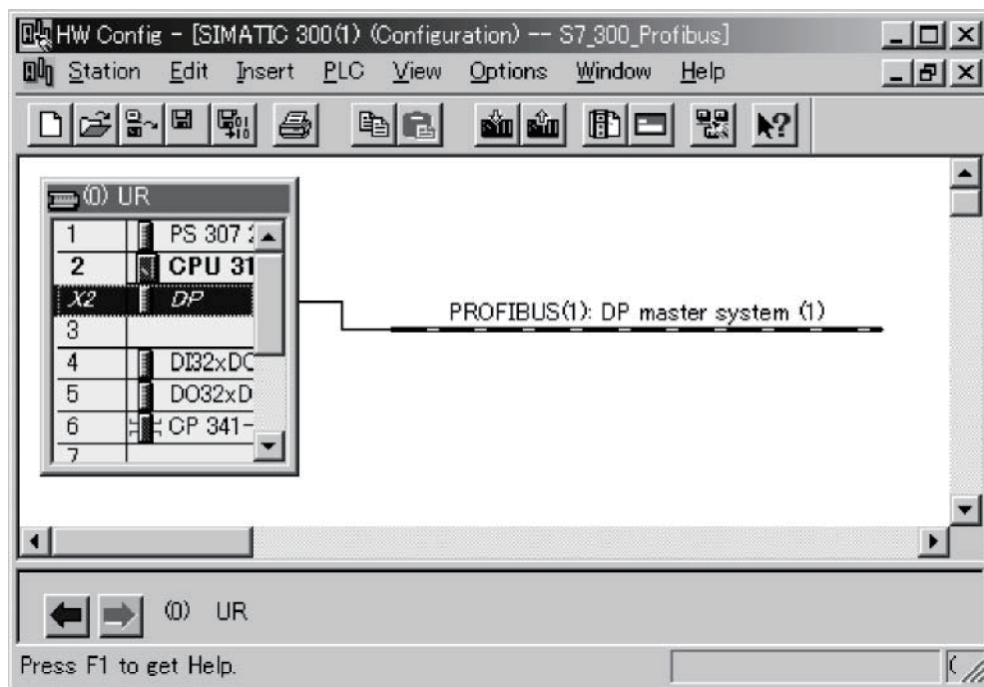 HW Config - [SIMATIC 300(1) (Configuration) -- S7_300_Profibus]
Station Edit Insert PLC View Options Window Help
(0) UR
1 PS 307 2
2 CPU 31
X2 DP
3
4 DI32xDC
5 DO32xD
6 CP 341-
7
PROFIBUS(1): DP master system (1)
(0) UR
Press F1 to get Help.